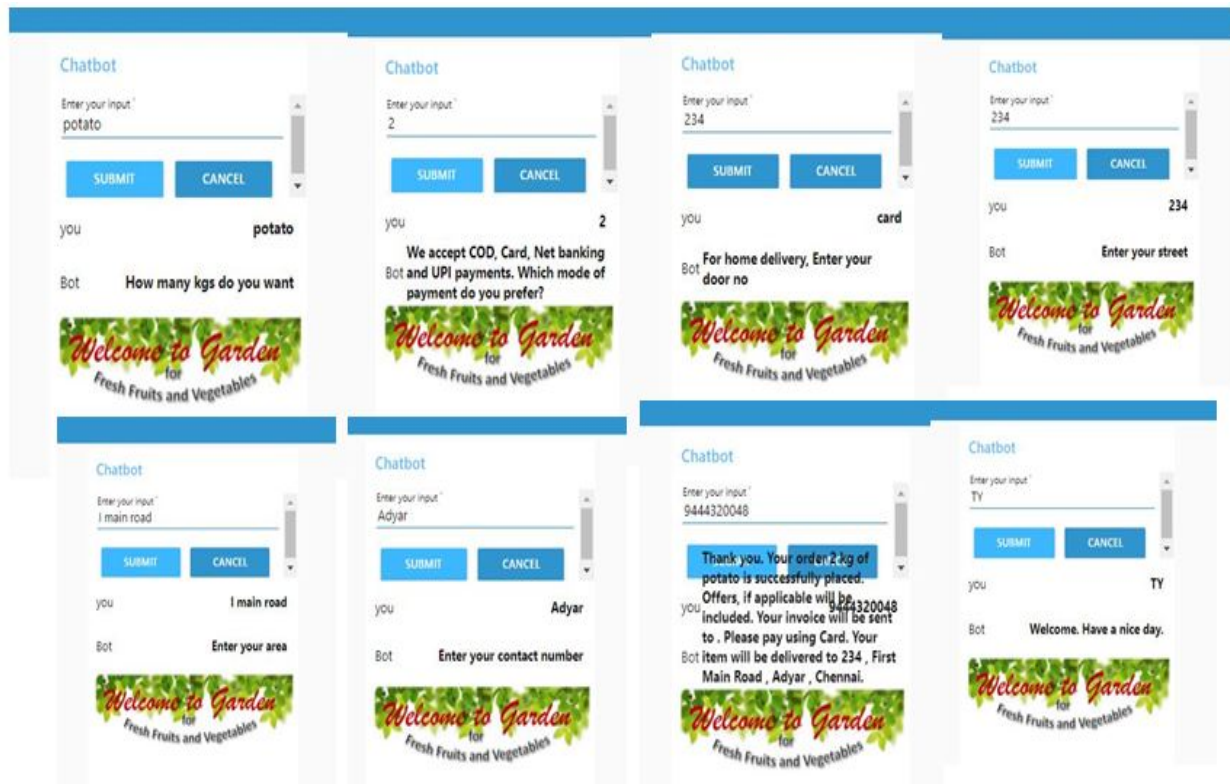 Chatbot
Enter your input *
potato
SUBMIT CANCEL
you potato
Bot How many kgs do you want
Welcome to Garden
for
Fresh Fruits and Vegetables
Chatbot
Enter your input *
2
SUBMIT CANCEL
you 2
We accept COD, Card, Net banking
Bot and UPI payments. Which mode of
payment do you prefer?
Welcome to Garden
for
Fresh Fruits and Vegetables
Chatbot
Enter your input *
234
SUBMIT CANCEL
you card
Bot For home delivery, Enter your
door no
Welcome to Garden
for
Fresh Fruits and Vegetables
Chatbot
Enter your input *
234
SUBMIT CANCEL
you 234
Bot Enter your street
Welcome to Garden
for
Fresh Fruits and Vegetables
Chatbot
Enter your input *
I main road
SUBMIT CANCEL
you I main road
Bot Enter your area
Welcome to Garden
for
Fresh Fruits and Vegetables
Chatbot
Enter your input *
Adyar
SUBMIT CANCEL
you Adyar
Bot Enter your contact number
Welcome to Garden
for
Fresh Fruits and Vegetables
Chatbot
Enter your input *
9444320048
Thank you. Your order 2 kg of
potato is successfully placed.
Offers, if applicable will be
you included. Your invoice will be sent 9444320048
to . Please pay using Card. Your
Bot item will be delivered to 234 , First
Main Road , Adyar , Chennai.
Welcome to Garden
for
Fresh Fruits and Vegetables
Chatbot
Enter your input *
TY
SUBMIT CANCEL
you TY
Bot Welcome. Have a nice day.
Welcome to Garden
for
Fresh Fruits and Vegetables